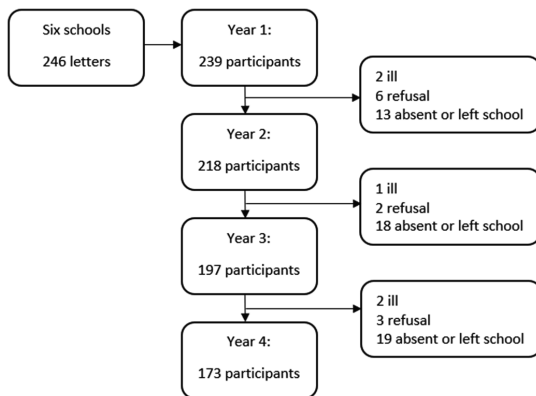 Six schools
246 letters
Year 1:
239 participants
2 ill
6 refusal
13 absent or left school
Year 2:
218 participants
1 ill
2 refusal
18 absent or left school
Year 3:
197 participants
2 ill
3 refusal
19 absent or left school
Year 4:
173 participants